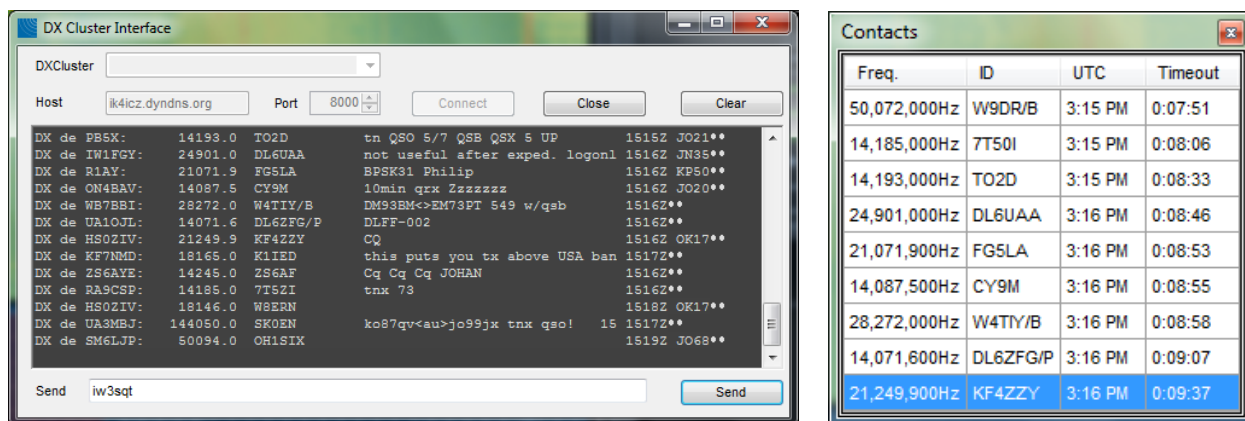 DX Cluster Interface
DXCluster
Host ik4icz.dyndns.org Port 8000 Connect Close Clear
DX de PB5X: 14193.0 TO2D tn QSO 5/7 QSB QSX 5 UP 1515Z JO21
DX de IW1FGY: 24901.0 DL6UAA not useful after exped. logonl 1516Z JN35
DX de R1AY: 21071.9 FG5LA BPSK31 Philip 1516Z KP50
DX de ON4BAV: 14087.5 CY9M 10min qrx Zzzzzzz 1516Z JO20
DX de WB7BBI: 28272.0 W4TIY/B DM93BM<>EM73PT 549 w/qsb 1516Z
DX de UA1OJL: 14071.6 DL6ZFG/P DLFF-002 1516Z
DX de HS0ZIV: 21249.9 KF4ZZY CQ 1516Z OK17
DX de KF7NMD: 18165.0 K1IED this puts you tx above USA ban 1517Z
DX de ZS6AYE: 14245.0 ZS6AF Cq Cq Cq JOHAN 1516Z
DX de RA9CSP: 14185.0 7T5ZI tnx 73 1516Z
DX de HS0ZIV: 18146.0 W8ERN 1518Z OK17
DX de UA3MBJ: 144050.0 SK0EN ko87qv<au>jo99jx tnx qso! 15 1517Z
DX de SM6LJP: 50094.0 OH1SIX 1519Z JO68
Send iw3sqt Send
Contacts
Freq. ID UTC Timeout
50,072,000Hz W9DR/B 3:15 PM 0:07:51
14,185,000Hz 7T50I 3:15 PM 0:08:06
14,193,000Hz TO2D 3:15 PM 0:08:33
24,901,000Hz DL6UAA 3:16 PM 0:08:46
21,071,900Hz FG5LA 3:16 PM 0:08:53
14,087,500Hz CY9M 3:16 PM 0:08:55
28,272,000Hz W4TIY/B 3:16 PM 0:08:58
14,071,600Hz DL6ZFG/P 3:16 PM 0:09:07
21,249,900Hz KF4ZZY 3:16 PM 0:09:37